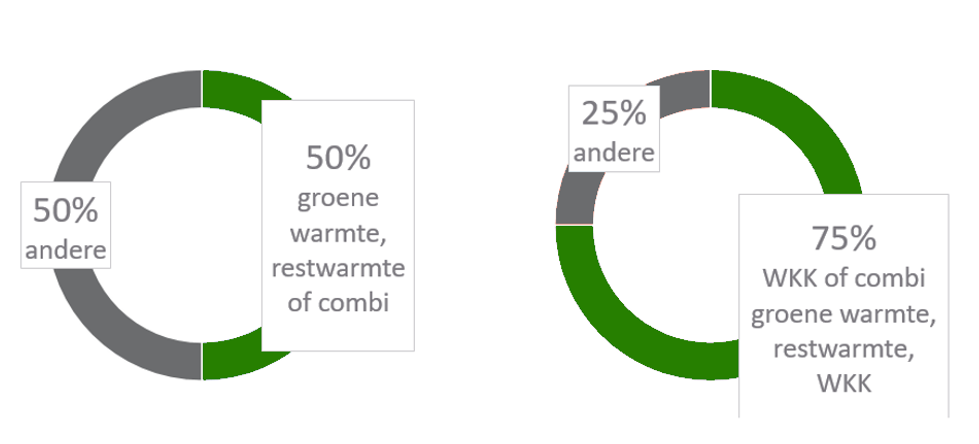 50%
andere
50%
groene
warmte,
restwarmte
of combi
25%
andere
75%
WKK of combi
groene warmte,
restwarmte,
WKK